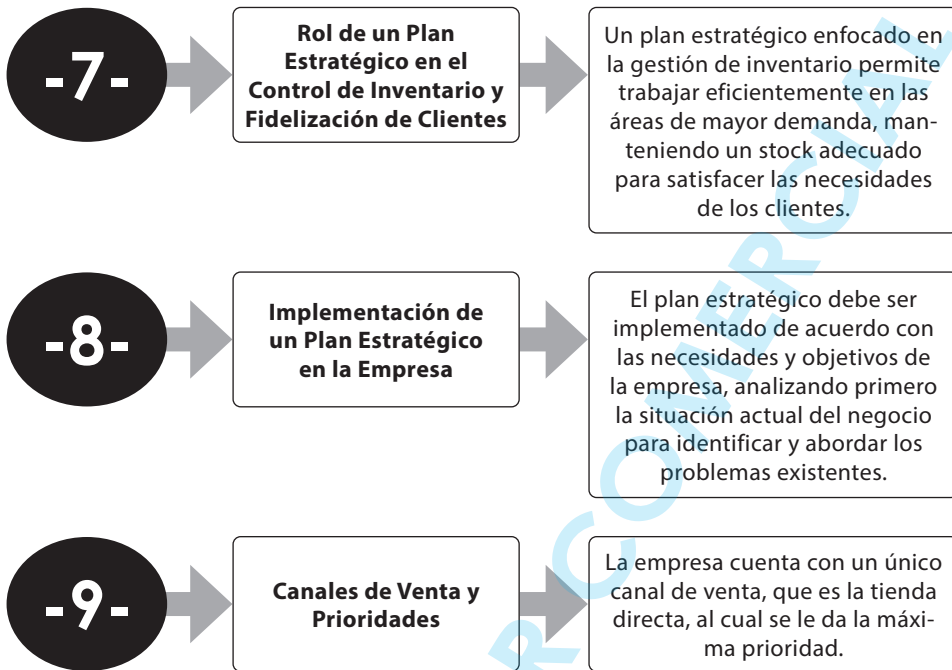 -7-
Rol de un Plan
Estratégico en el
Control de Inventario y
Fidelización de Clientes
Un plan estratégico enfocado en
la gestión de inventario permite
trabajar eficientemente en las
áreas de mayor demanda, man-
teniendo un stock adecuado
para satisfacer las necesidades
de los clientes.
-8-
Implementación de
un Plan Estratégico
en la Empresa
El plan estratégico debe ser
implementado de acuerdo con
las necesidades y objetivos de
la empresa, analizando primero
la situación actual del negocio
para identificar y abordar los
problemas existentes.
-9-
Canales de Venta y
Prioridades
La empresa cuenta con un único
canal de venta, que es la tienda
directa, al cual se le da la máxi-
ma prioridad.
R COMERCIAL